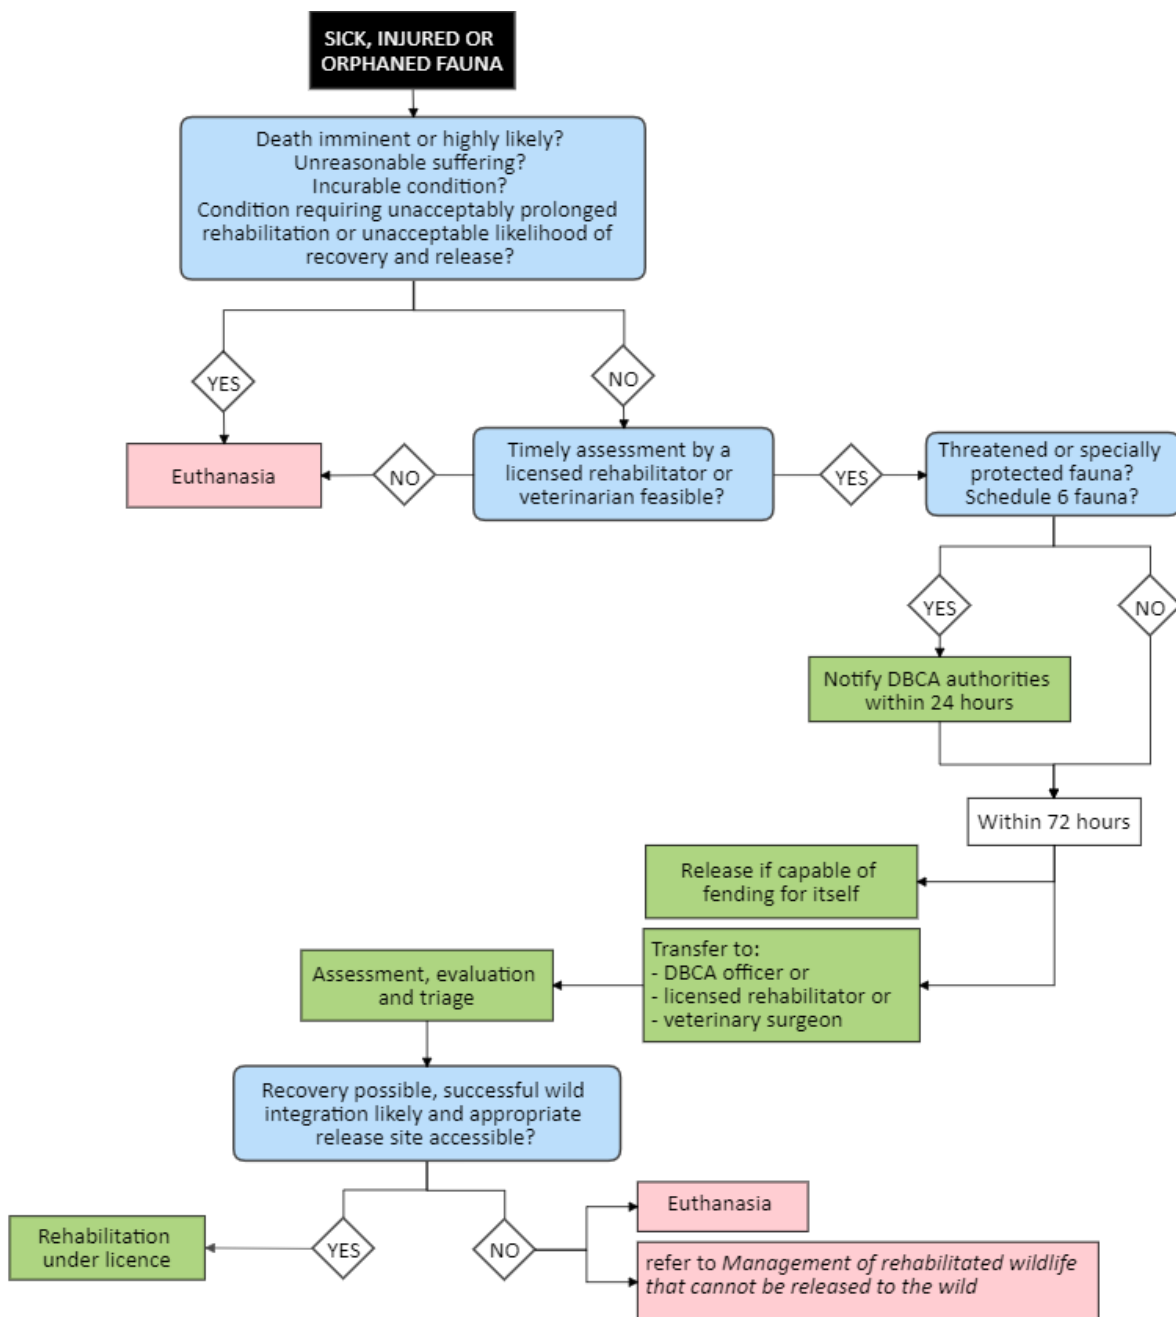 SICK, INJURED OR
ORPHANED FAUNA
Death imminent or highly likely?
Unreasonable suffering?
Incurable condition?
Condition requiring unacceptably prolonged
rehabilitation or unacceptable likelihood of
recovery and release?
YES
NO
Euthanasia
NO
Timely assessment by a
licensed rehabilitator or
veterinarian feasible?
YES
Threatened or specially
protected fauna?
Schedule 6 fauna?
YES
NO
Notify DBCA authorities
within 24 hours
Within 72 hours
Release if capable of
fending for itself
Transfer to:
- DBCA officer or
- licensed rehabilitator or
- veterinary surgeon
Assessment, evaluation
and triage
Recovery possible, successful wild
integration likely and appropriate
release site accessible?
YES
NO
Rehabilitation
under licence
Euthanasia
refer to Management of rehabilitated wildlife
that cannot be released to the wild